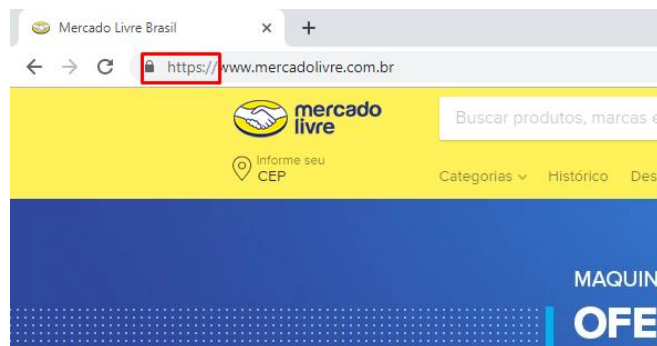 Mercado Livre Brasil
https://www.mercadolivre.com.br
mercado
livre
Buscar produtos, marcas e
Informe seu
CEP
Categorias
Histórico
Des
MAQUIN
OFE